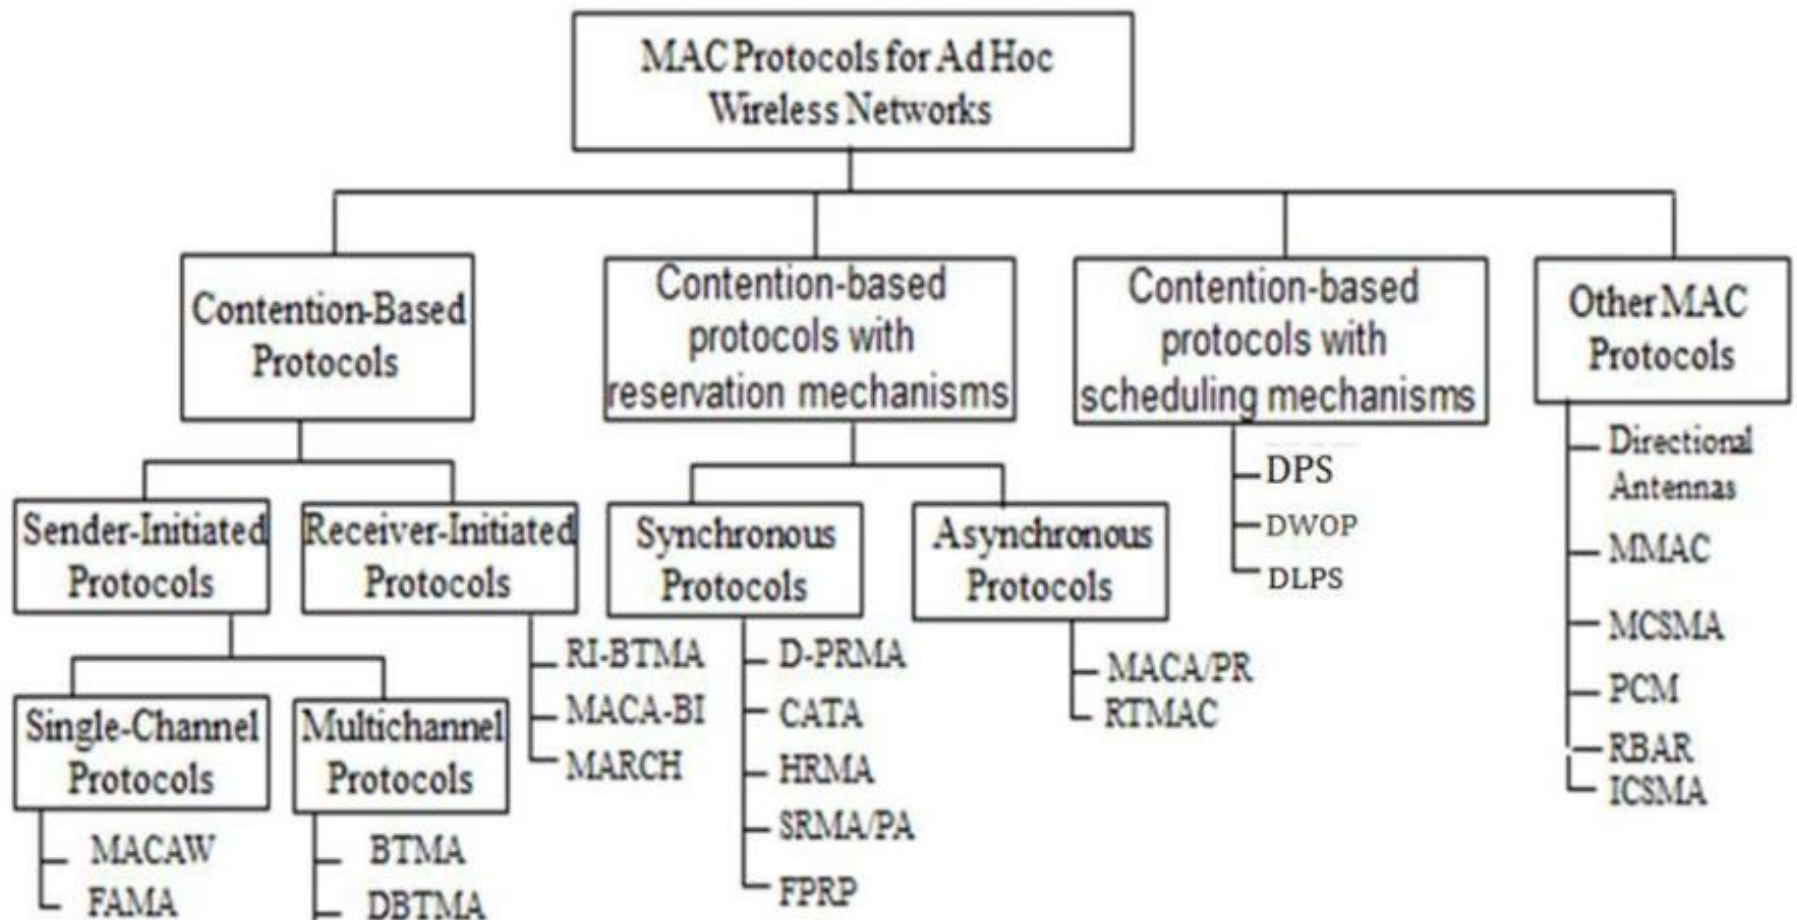 MAC Protocols for Ad Hoc
Wireless Networks
Contention-Based
Protocols
Contention-based
protocols with
reservation mechanisms
Contention-based
protocols with
scheduling mechanisms
Other MAC
Protocols
Sender-Initiated
Protocols
Receiver-Initiated
Protocols
Synchronous
Protocols
Asynchronous
Protocols
DPS
DWOP
DLPS
Directional
Antennas
MMAC
MCSMA
PCM
RBAR
ICSMA
Single-Channel
Protocols
Multichannel
Protocols
RI-BTMA
MACA-BI
MARCH
D-PRMA
CATA
HRMA
SRMA/PA
FPRP
MACA/PR
RTMAC
MACAW
FAMA
BTMA
DBTMA